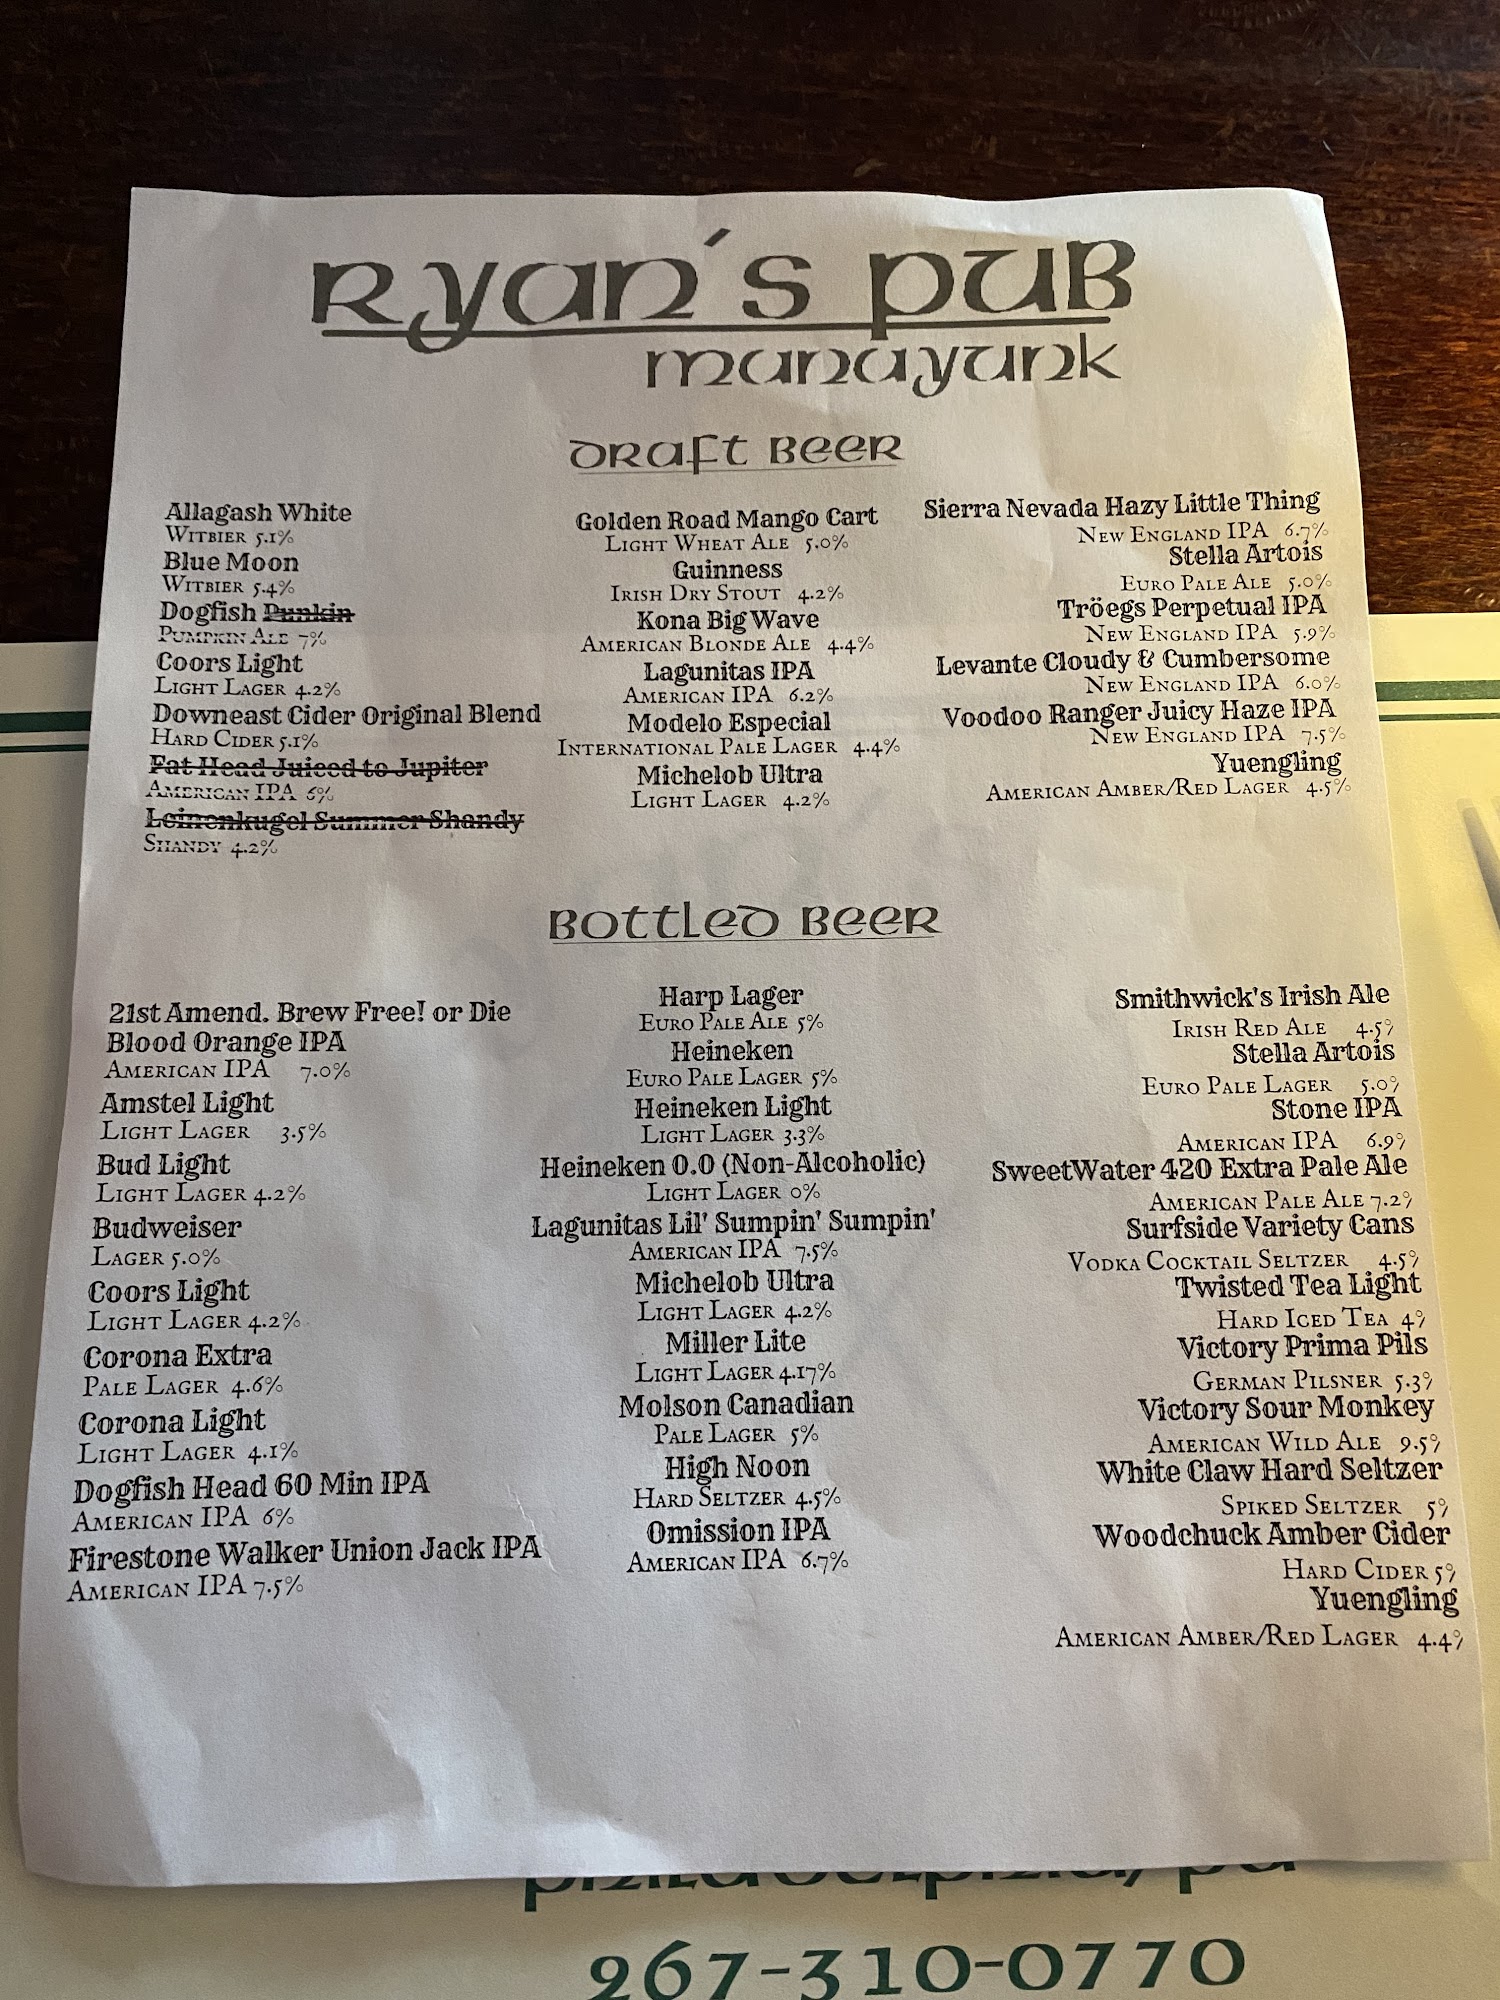 Ryan's Pub
Manayunk
Draft Beer
Allagash White
Witbier 5.1%
Blue Moon
Witbier 5.4%
Dogfish Punkin
Pumpkin Ale 7%
Coors Light
Light Lager 4.2%
Downeast Cider Original Blend
Hard Cider 5.1%
Fat Head Juiced to Jupiter
American IPA 6%
Leinenkugel Summer Shandy
Shandy 4.2%
Golden Road Mango Cart
Light Wheat Ale 5.0%
Guinness
Irish Dry Stout 4.2%
Kona Big Wave
American Blonde Ale 4.4%
Lagunitas IPA
American IPA 6.2%
Modelo Especial
International Pale Lager 4.4%
Michelob Ultra
Light Lager 4.2%
Sierra Nevada Hazy Little Thing
New England IPA 6.7%
Stella Artois
Euro Pale Ale 5.0%
Tröegs Perpetual IPA
New England IPA 5.9%
Levante Cloudy & Cumbersome
New England IPA 6.0%
Voodoo Ranger Juicy Haze IPA
New England IPA 7.5%
Yuengling
American Amber/Red Lager 4.5%
Bottled Beer
21st Amend. Brew Free! or Die
Blood Orange IPA
American IPA 7.0%
Amstel Light
Light Lager 3.5%
Bud Light
Light Lager 4.2%
Budweiser
Lager 5.0%
Coors Light
Light Lager 4.2%
Corona Extra
Pale Lager 4.6%
Corona Light
Light Lager 4.1%
Dogfish Head 60 Min IPA
American IPA 6%
Firestone Walker Union Jack IPA
American IPA 7.5%
Harp Lager
Euro Pale Ale 5%
Heineken
Euro Pale Lager 5%
Heineken Light
Light Lager 3.3%
Heineken 0.0 (Non-Alcoholic)
Light Lager 0%
Lagunitas Lil' Sumpin' Sumpin'
American IPA 7.5%
Michelob Ultra
Light Lager 4.2%
Miller Lite
Light Lager 4.17%
Molson Canadian
Pale Lager 5%
High Noon
Hard Seltzer 4.5%
Omission IPA
American IPA 6.7%
Smithwick's Irish Ale
Irish Red Ale 4.5%
Stella Artois
Euro Pale Lager 5.0%
Stone IPA
American IPA 6.9%
SweetWater 420 Extra Pale Ale
American Pale Ale 7.2%
Surfside Variety Cans
Vodka Cocktail Seltzer 4.5%
Twisted Tea Light
Hard Iced Tea 4%
Victory Prima Pils
German Pilsner 5.3%
Victory Sour Monkey
American Wild Ale 9.5%
White Claw Hard Seltzer
Spiked Seltzer 5%
Woodchuck Amber Cider
Hard Cider 5%
Yuengling
American Amber/Red Lager 4.4%
philadelphia, pa
267-310-0770